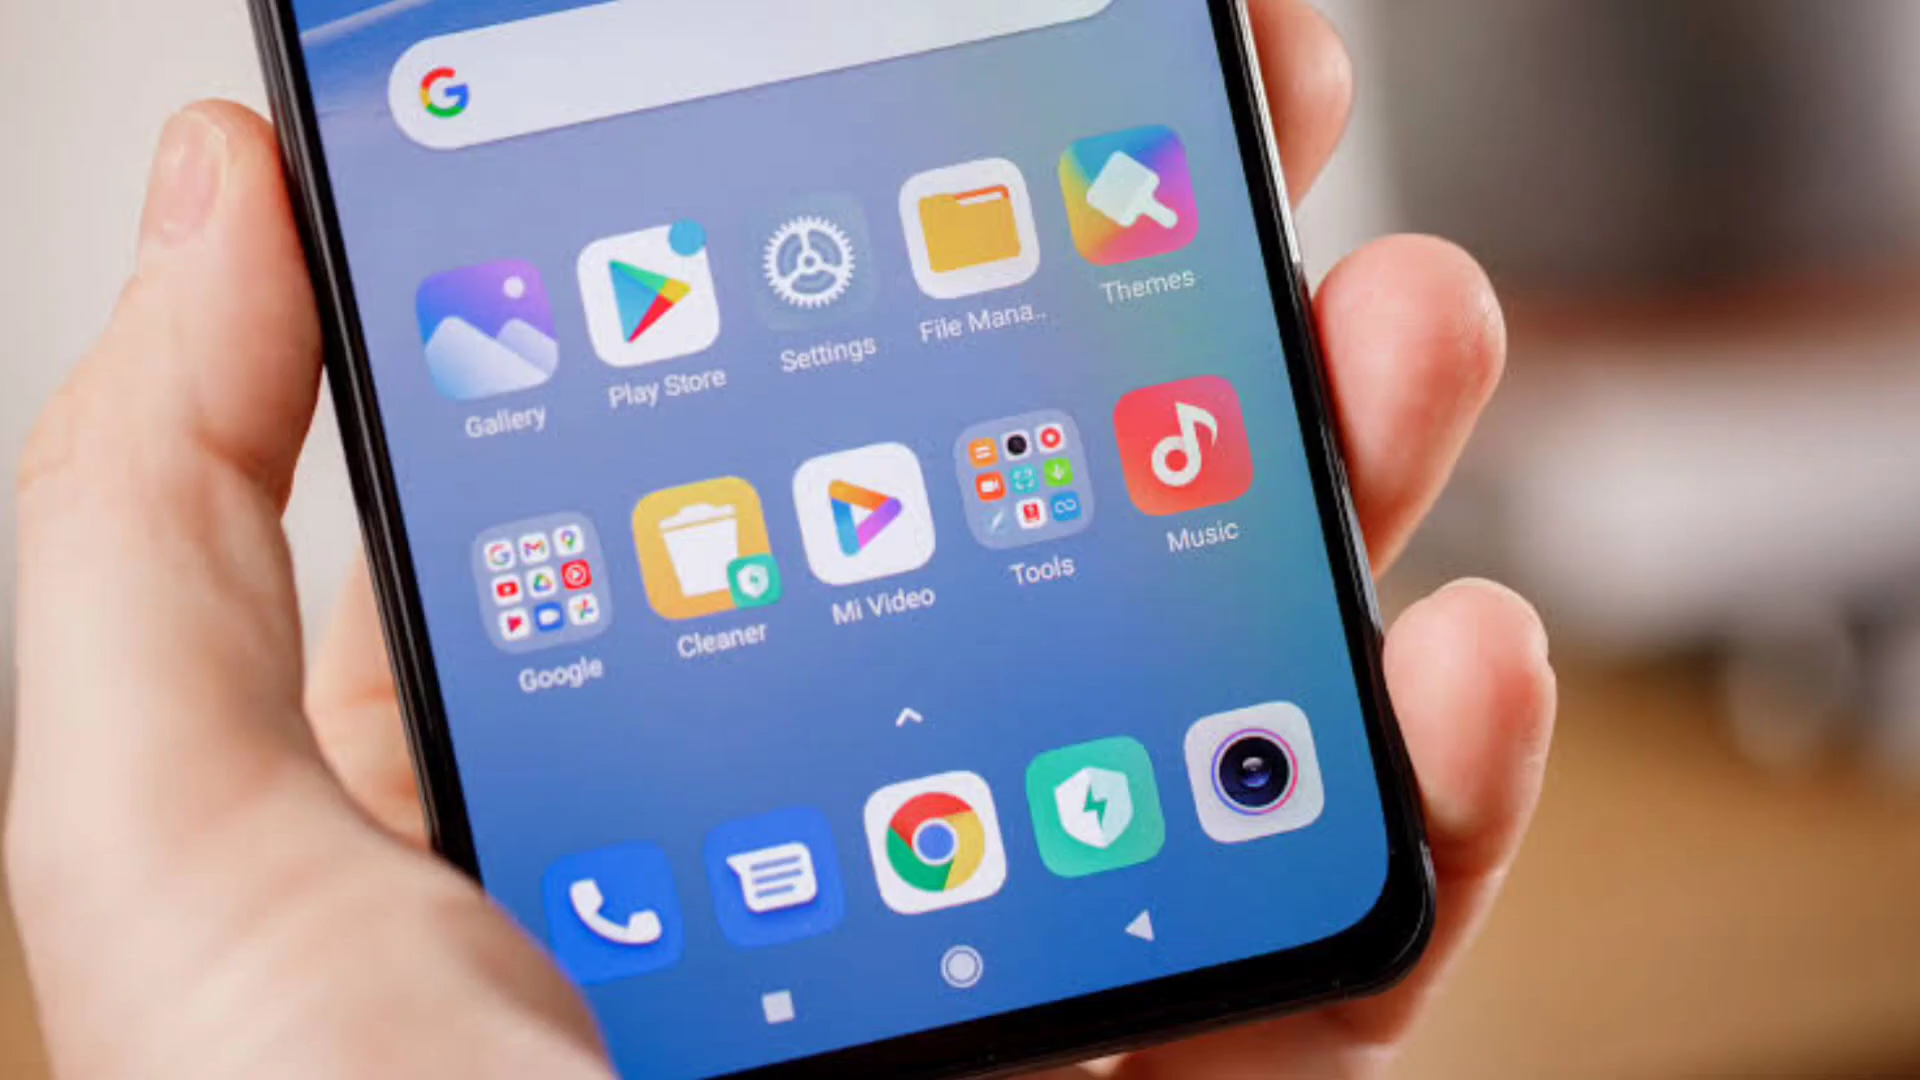 G
Gallery
Play Store
Settings
File Mana..
Themes
Google
Cleaner
Mi Video
Tools
Music